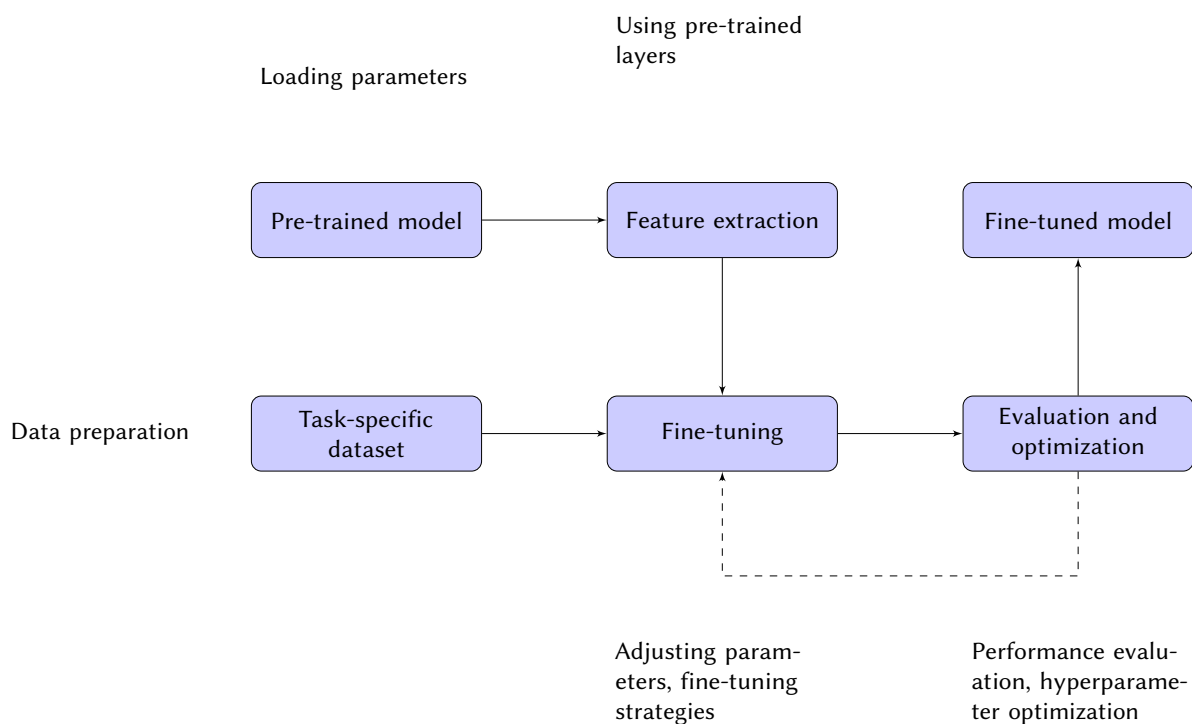 Using pre-trained
layers
Loading parameters
Pre-trained model
Feature extraction
Fine-tuned model
Data preparation
Task-specific
dataset
Fine-tuning
Evaluation and
optimization
Adjusting param-
eters, fine-tuning
strategies
Performance evalu-
ation, hyperparame-
ter optimization